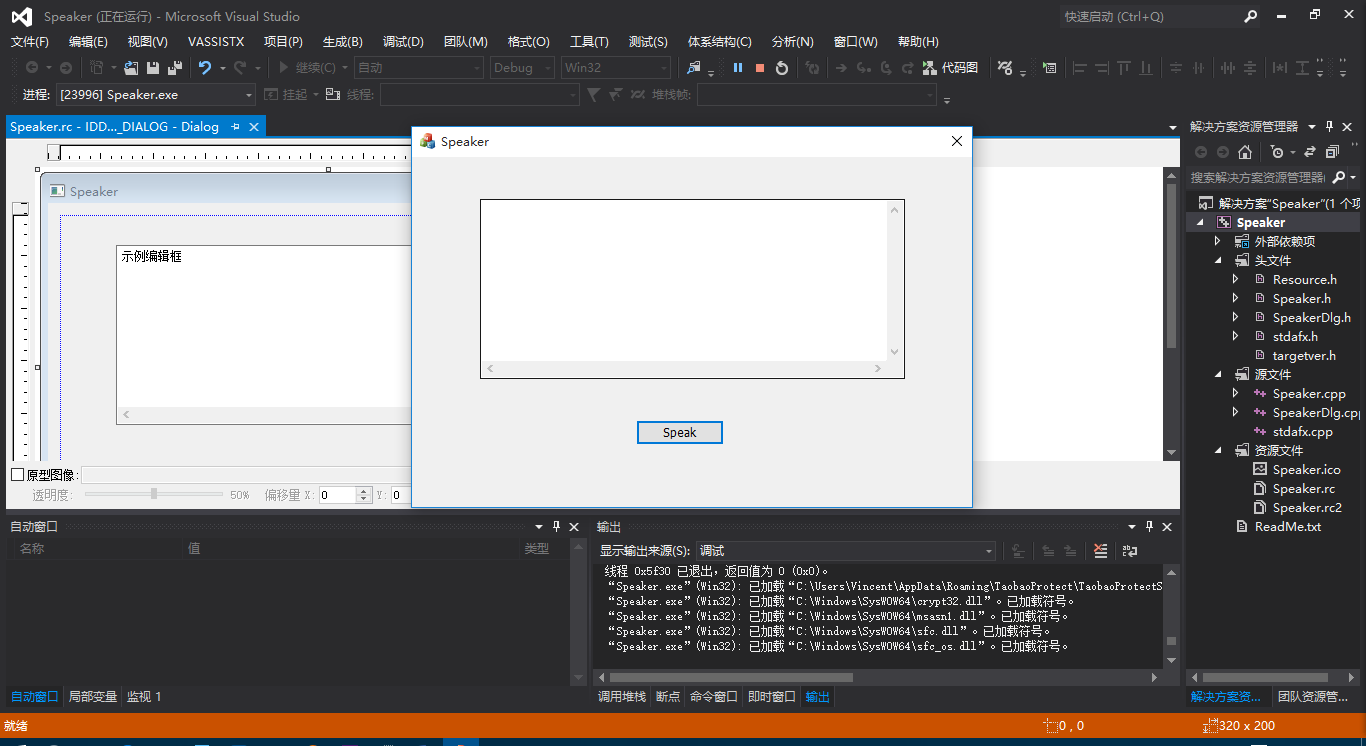 Speaker (正在运行) - Microsoft Visual Studio
快速启动 (Ctrl+Q)
文件(F) 编辑(E) 视图(V) VASSISTX 项目(P) 生成(B) 调试(D) 团队(M) 格式(O) 工具(T) 测试(S) 体系结构(C) 分析(N) 窗口(W) 帮助(H)
继续(C) 自动 Debug Win32 代码图
进程: [23996] Speaker.exe 挂起 线程: 堆栈帧:
Speaker.rc - IDD..._DIALOG - Dialog
Speaker
示例编辑框
原型图像:
透明度: 50% 偏移量 X: 0 Y: 0
Speaker
Speak
解决方案资源管理器
搜索解决方案资源管理器(
解决方案"Speaker"(1 个项
Speaker
外部依赖项
头文件
Resource.h
Speaker.h
SpeakerDlg.h
stdafx.h
targetver.h
源文件
Speaker.cpp
SpeakerDlg.cpp
stdafx.cpp
资源文件
Speaker.ico
Speaker.rc
Speaker.rc2
ReadMe.txt
解决方案资... 团队资源管...
自动窗口
名称 值 类型
自动窗口 局部变量 监视 1
输出
显示输出来源(S): 调试
线程 0x5f30 已退出，返回值为 0 (0x0)。
“Speaker.exe”(Win32): 已加载“C:\Users\Vincent\AppData\Roaming\TaobaoProtect\TaobaoProtectS
“Speaker.exe”(Win32): 已加载“C:\Windows\SysWOW64\crypt32.dll”。已加载符号。
“Speaker.exe”(Win32): 已加载“C:\Windows\SysWOW64\msasn1.dll”。已加载符号。
“Speaker.exe”(Win32): 已加载“C:\Windows\SysWOW64\sfc.dll”。已加载符号。
“Speaker.exe”(Win32): 已加载“C:\Windows\SysWOW64\sfc_os.dll”。已加载符号。
调用堆栈 断点 命令窗口 即时窗口 输出
就绪 0 , 0 320 x 200